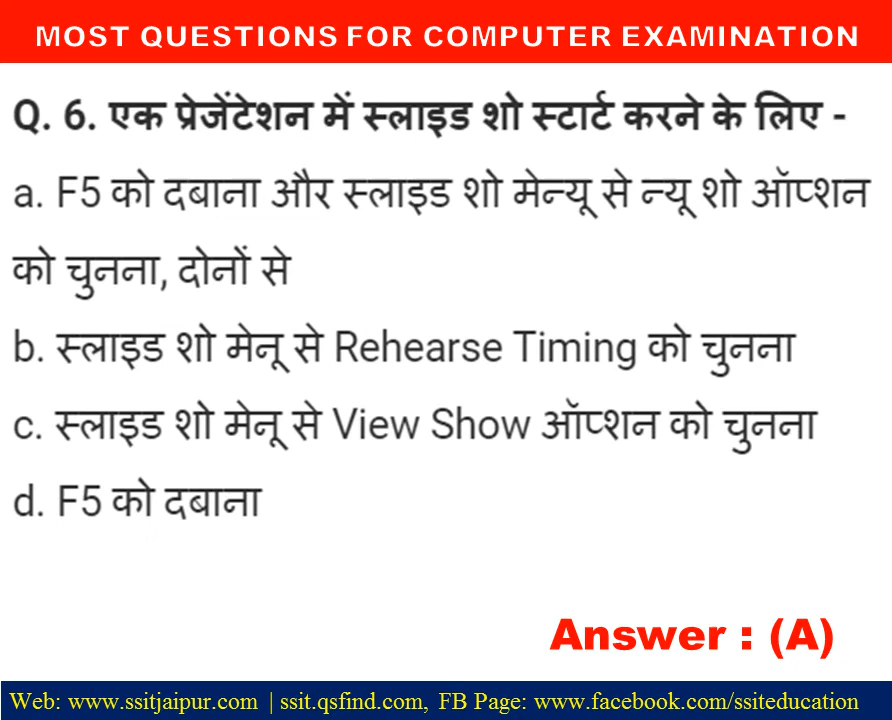 MOST QUESTIONS FOR COMPUTER EXAMINATION
Q. 6. एक प्रेजेंटेशन में स्लाइड शो स्टार्ट करने के लिए -
a. F5 को दबाना और स्लाइड शो मेन्यू से न्यू शो ऑप्शन
को चुनना, दोनों से
b. स्लाइड शो मेनू से Rehearse Timing को चुनना
c. स्लाइड शो मेनू से View Show ऑप्शन को चुनना
d. F5 को दबाना
Answer : (A)
Web: www.ssitjaipur.com | ssit.qsfind.com, FB Page: www.facebook.com/ssiteducation